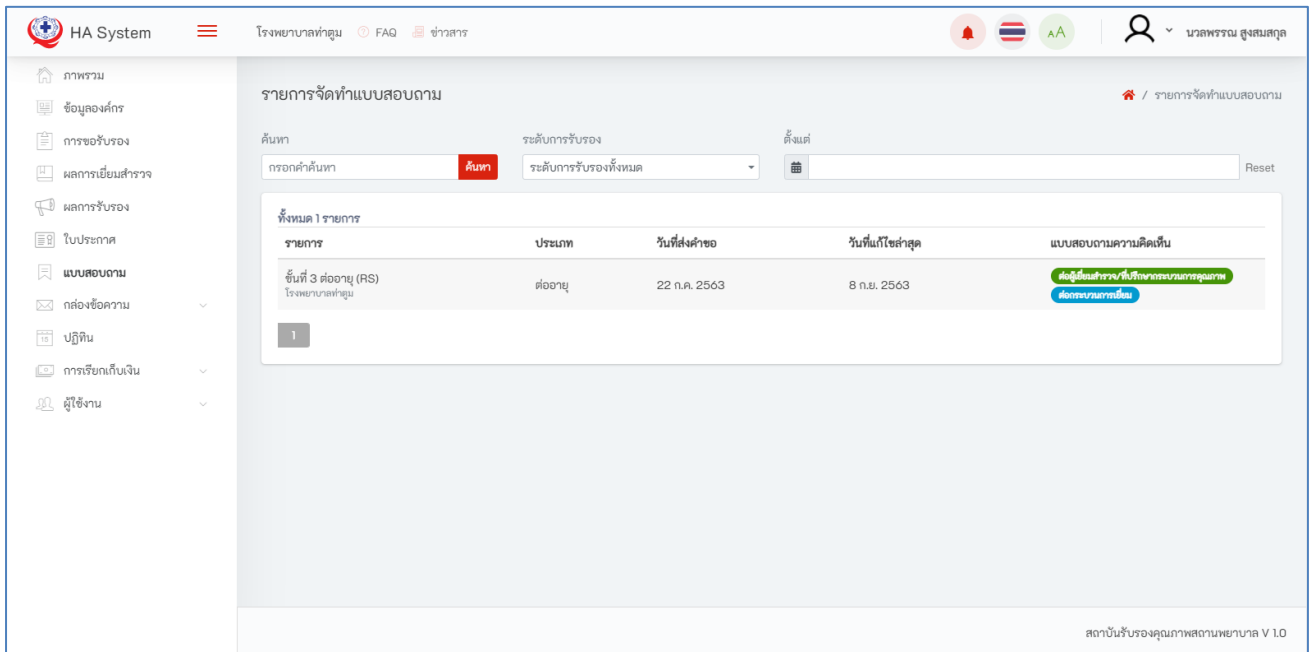 HA System
โรงพยาบาลท่าตูม FAQ ข่าวสาร
AA
นวลพรรณ สูงสมสกุล
ภาพรวม
ข้อมูลองค์กร
การขอรับรอง
ผลการเยี่ยมสำรวจ
ผลการรับรอง
ใบประกาศ
แบบสอบถาม
กล่องข้อความ
ปฏิทิน
การเรียกเก็บเงิน
ผู้ใช้งาน
รายการจัดทำแบบสอบถาม
/ รายการจัดทำแบบสอบถาม
ค้นหา ระดับการรับรอง ตั้งแต่
กรอกคำค้นหา ค้นหา ระดับการรับรองทั้งหมด Reset
ทั้งหมด 1 รายการ
รายการ ประเภท วันที่ส่งคำขอ วันที่แก้ไขล่าสุด แบบสอบถามความคิดเห็น
ขั้นที่ 3 ต่ออายุ (RS) ต่ออายุ 22 ก.ค. 2563 8 ก.ย. 2563 ต่อผู้เยี่ยมสำรวจ/ที่ปรึกษากระบวนการคุณภาพ
โรงพยาบาลท่าตูม ต่อกระบวนการเยี่ยม
1
สถาบันรับรองคุณภาพสถานพยาบาล V 1.0